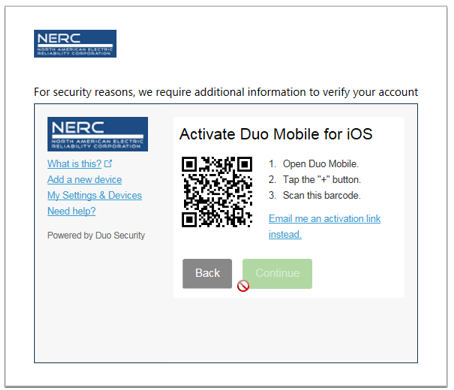 NERC
NORTH AMERICAN ELECTRIC
RELIABILITY CORPORATION
For security reasons, we require additional information to verify your account
NERC
NORTH AMERICAN ELECTRIC
RELIABILITY CORPORATION
What is this?
Add a new device
My Settings & Devices
Need help?
Powered by Duo Security
Activate Duo Mobile for iOS
1. Open Duo Mobile.
2. Tap the "+" button.
3. Scan this barcode.
Email me an activation link
instead.
Back
Continue